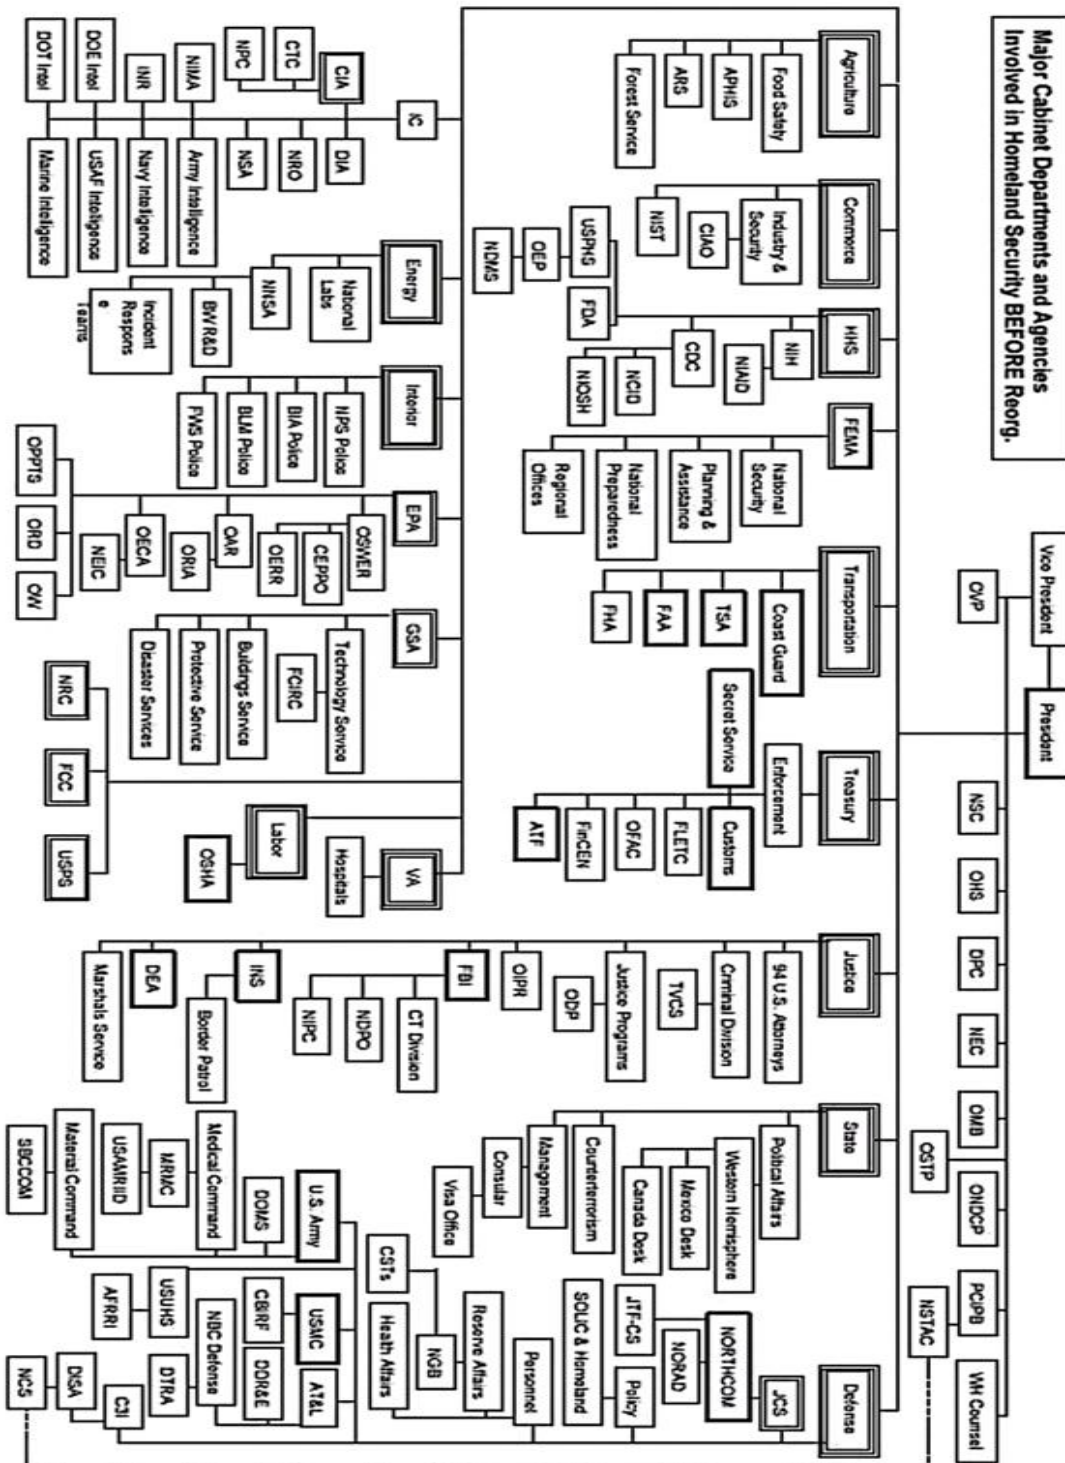 Major Cabinet Departments and Agencies
Involved in Homeland Security BEFORE Reorg.
Vice President
President
OVP
NSC
OHS
DPC
NEC
OMB
ONDCP
PCIPB
WH Counsel
OSTP
NSTAC
Agriculture
Food Safety
APHIS
ARS
Forest Service
Commerce
Industry &
Security
CIAO
NIST
HHS
NIH
NIAID
CDC
NCID
NIOSH
FDA
USPHS
OEP
NDMS
FEMA
National
Security
Planning &
Assistance
National
Preparedness
Regional
Offices
Transportation
Coast Guard
TSA
FAA
FHA
Treasury
Enforcement
Secret Service
Customs
FLETC
OFAC
FinCEN
ATF
Justice
94 U.S. Attorneys
Criminal Division
TVCS
Justice Programs
ODP
OIPR
FBI
CT Division
NDPO
NIPC
INS
Border Patrol
DEA
Marshals Service
State
Political Affairs
Western Hemisphere
Mexico Desk
Canada Desk
Counterterrorism
Management
Consular
Visa Office
Defense
JCS
NORTHCOM
NORAD
JTF-CS
Policy
SOLIC & Homeland
Personnel
Reserve Affairs
NGB
CSTs
Health Affairs
U.S. Army
DOMS
Medical Command
MRMC
USAMRIID
Material Command
SBCCOM
USMC
CBIRF
USUHS
AFRRI
AT&L
DDR&E
NBC Defense
DTRA
C3I
DISA
NCS
IC
CIA
CTC
NPC
DIA
NRO
NSA
NIMA
Army Intelligence
INR
Navy Intelligence
DOE Intel
USAF Intelligence
DOT Intel
Marine Intelligence
Energy
National
Labs
NNSA
BW R&D
Incident
Respons
e
Teams
Interior
NPS Police
BIA Police
BLM Police
FWS Police
EPA
OSWER
CEPPO
OERR
OAR
ORIA
OECA
NEIC
OPPTS
ORD
OW
GSA
Technology Service
FCIRC
Buildings Service
Protective Service
Disaster Services
NRC
FCC
USPS
Labor
OSHA
VA
Hospitals